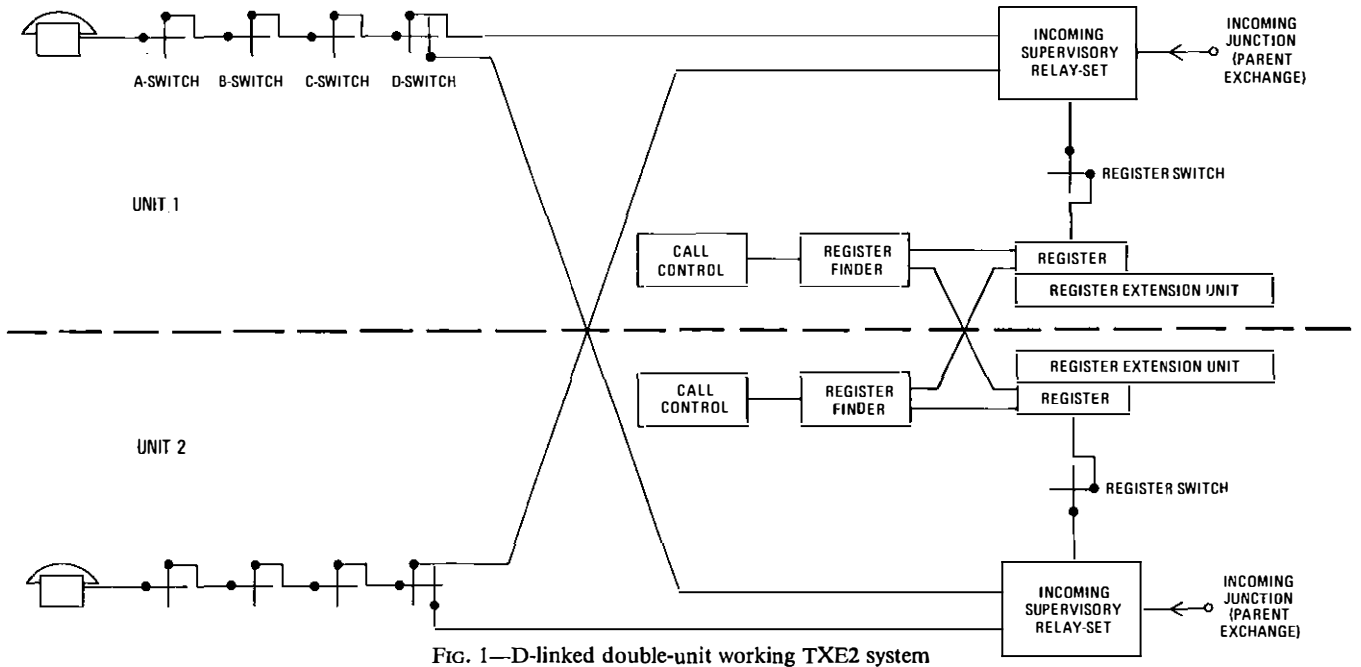 A-SWITCH B-SWITCH C-SWITCH D-SWITCH
INCOMING
SUPERVISORY
RELAY-SET
INCOMING
JUNCTION
(PARENT
EXCHANGE)
REGISTER SWITCH
UNIT 1
CALL
CONTROL
REGISTER
FINDER
REGISTER
REGISTER EXTENSION UNIT
REGISTER EXTENSION UNIT
CALL
CONTROL
REGISTER
FINDER
REGISTER
UNIT 2
REGISTER SWITCH
INCOMING
SUPERVISORY
RELAY-SET
INCOMING
JUNCTION
(PARENT
EXCHANGE)
FIG. 1—D-linked double-unit working TXE2 system